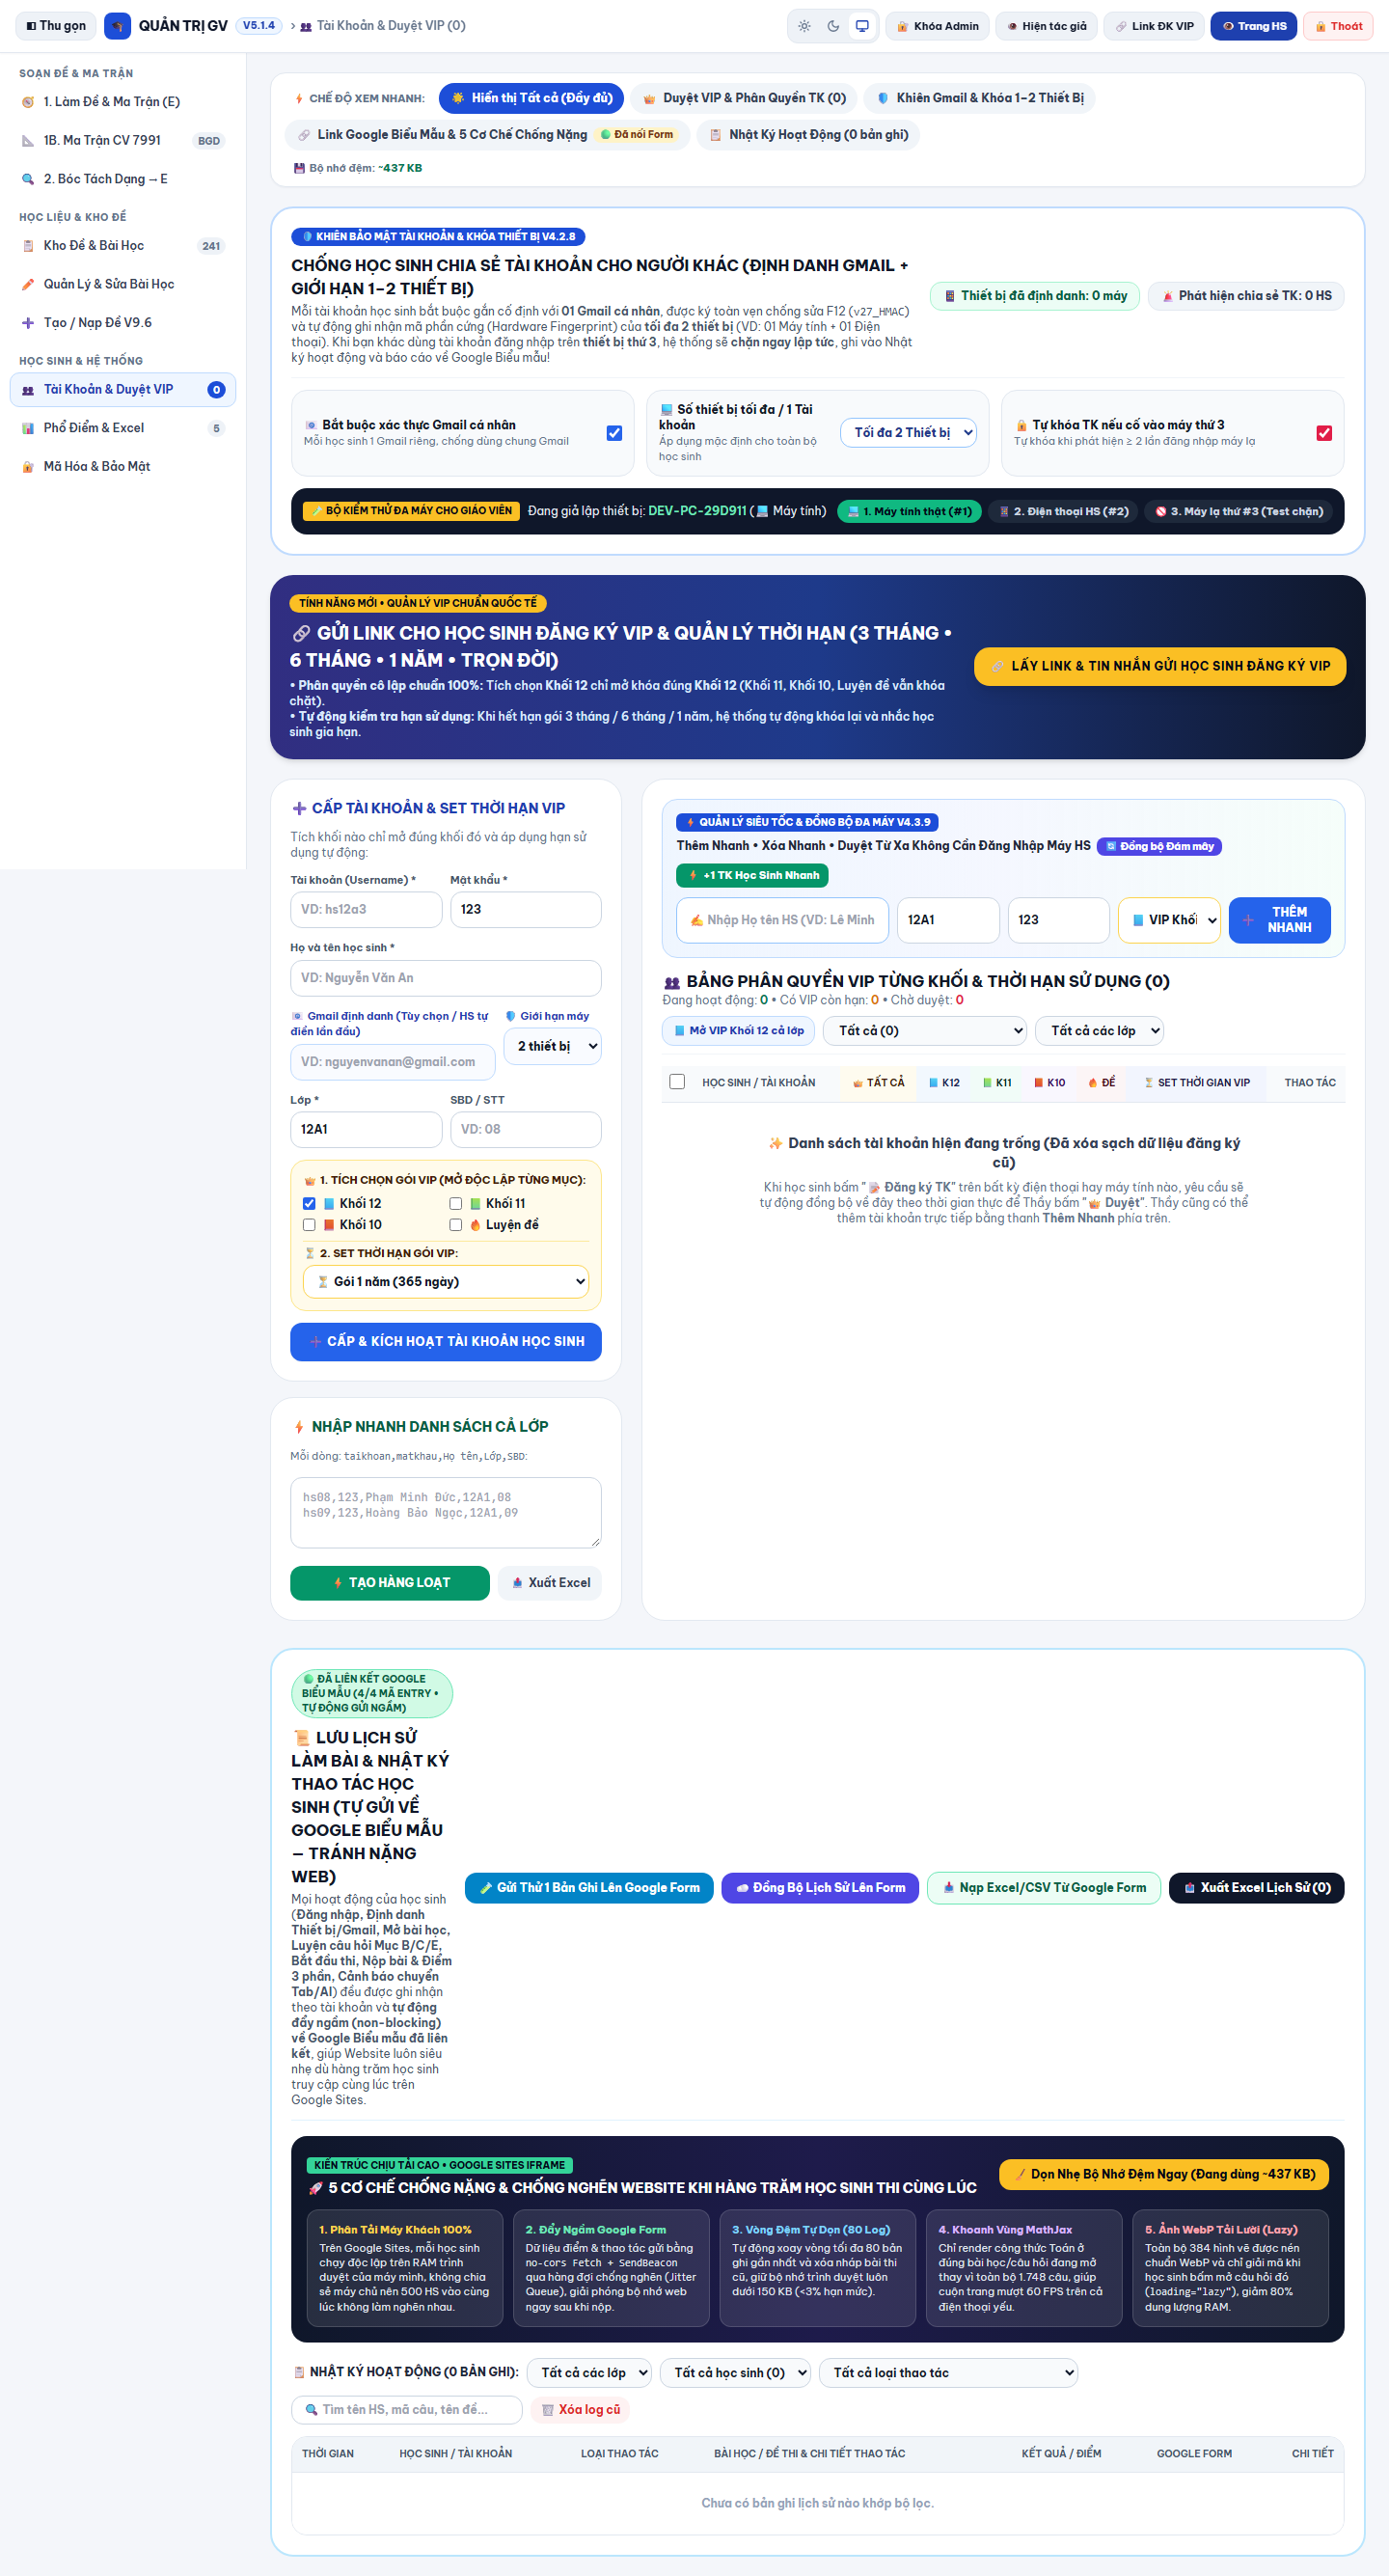 Thu gọn
QUẢN TRỊ GV
V5.1.4
› Tài Khoản & Duyệt VIP (0)
Khóa Admin
Hiện tác giả
Link ĐK VIP
Trang HS
Thoát
SOẠN ĐỀ & MA TRẬN
1. Làm Đề & Ma Trận (E)
1B. Ma Trận CV 7991
BGD
2. Bóc Tách Dạng → E
HỌC LIỆU & KHO ĐỀ
Kho Đề & Bài Học
241
Quản Lý & Sửa Bài Học
Tạo / Nạp Đề V9.6
HỌC SINH & HỆ THỐNG
Tài Khoản & Duyệt VIP
0
Phổ Điểm & Excel
5
Mã Hóa & Bảo Mật
CHẾ ĐỘ XEM NHANH:
Hiển thị Tất cả (Đầy đủ)
Duyệt VIP & Phân Quyền TK (0)
Khiên Gmail & Khóa 1–2 Thiết Bị
Link Google Biểu Mẫu & 5 Cơ Chế Chống Nặng
Đã nối Form
Nhật Ký Hoạt Động (0 bản ghi)
Bộ nhớ đệm: ~437 KB
KHIÊN BẢO MẬT TÀI KHOẢN & KHÓA THIẾT BỊ V4.2.8
CHỐNG HỌC SINH CHIA SẺ TÀI KHOẢN CHO NGƯỜI KHÁC (ĐỊNH DANH GMAIL +
GIỚI HẠN 1–2 THIẾT BỊ)
Mỗi tài khoản học sinh bắt buộc gắn cố định với 01 Gmail cá nhân, được ký toàn vẹn chống sửa F12 (v27_HMAC)
và tự động ghi nhận mã phần cứng (Hardware Fingerprint) của tối đa 2 thiết bị (VD: 01 Máy tính + 01 Điện
thoại). Khi bạn khác dùng tài khoản đăng nhập trên thiết bị thứ 3, hệ thống sẽ chặn ngay lập tức, ghi vào Nhật
ký hoạt động và báo cáo về Google Biểu mẫu!
Thiết bị đã định danh: 0 máy
Phát hiện chia sẻ TK: 0 HS
Bắt buộc xác thực Gmail cá nhân
Mỗi học sinh 1 Gmail riêng, chống dùng chung Gmail
Số thiết bị tối đa / 1 Tài
khoản
Áp dụng mặc định cho toàn bộ
học sinh
Tối đa 2 Thiết bị
Tự khóa TK nếu cố vào máy thứ 3
Tự khóa khi phát hiện ≥ 2 lần đăng nhập máy lạ
BỘ KIỂM THỬ ĐA MÁY CHO GIÁO VIÊN
Đang giả lập thiết bị: DEV-PC-29D911 ( Máy tính)
1. Máy tính thật (#1)
2. Điện thoại HS (#2)
3. Máy lạ thứ #3 (Test chặn)
TÍNH NĂNG MỚI • QUẢN LÝ VIP CHUẨN QUỐC TẾ
GỬI LINK CHO HỌC SINH ĐĂNG KÝ VIP & QUẢN LÝ THỜI HẠN (3 THÁNG •
6 THÁNG • 1 NĂM • TRỌN ĐỜI)
• Phân quyền cô lập chuẩn 100%: Tích chọn Khối 12 chỉ mở khóa đúng Khối 12 (Khối 11, Khối 10, Luyện đề vẫn khóa
chặt).
• Tự động kiểm tra hạn sử dụng: Khi hết hạn gói 3 tháng / 6 tháng / 1 năm, hệ thống tự động khóa lại và nhắc học
sinh gia hạn.
LẤY LINK & TIN NHẮN GỬI HỌC SINH ĐĂNG KÝ VIP
CẤP TÀI KHOẢN & SET THỜI HẠN VIP
Tích khối nào chỉ mở đúng khối đó và áp dụng hạn sử
dụng tự động:
Tài khoản (Username) *
Mật khẩu *
VD: hs12a3
123
Họ và tên học sinh *
VD: Nguyễn Văn An
Gmail định danh (Tùy chọn / HS tự
điền lần đầu)
Giới hạn máy
VD: nguyenvanan@gmail.com
2 thiết bị
Lớp *
SBD / STT
12A1
VD: 08
1. TÍCH CHỌN GÓI VIP (MỞ ĐỘC LẬP TỪNG MỤC):
Khối 12
Khối 11
Khối 10
Luyện đề
2. SET THỜI HẠN GÓI VIP:
Gói 1 năm (365 ngày)
CẤP & KÍCH HOẠT TÀI KHOẢN HỌC SINH
NHẬP NHANH DANH SÁCH CẢ LỚP
Mỗi dòng: taikhoan,matkhau,Họ tên,Lớp,SBD:
hs08,123,Phạm Minh Đức,12A1,08
hs09,123,Hoàng Bảo Ngọc,12A1,09
TẠO HÀNG LOẠT
Xuất Excel
QUẢN LÝ SIÊU TỐC & ĐỒNG BỘ ĐA MÁY V4.3.9
Thêm Nhanh • Xóa Nhanh • Duyệt Từ Xa Không Cần Đăng Nhập Máy HS
Đồng bộ Đám mây
+1 TK Học Sinh Nhanh
Nhập Họ tên HS (VD: Lê Minh
12A1
123
VIP Khối
THÊM
NHANH
BẢNG PHÂN QUYỀN VIP TỪNG KHỐI & THỜI HẠN SỬ DỤNG (0)
Đang hoạt động: 0 • Có VIP còn hạn: 0 • Chờ duyệt: 0
Mở VIP Khối 12 cả lớp
Tất cả (0)
Tất cả các lớp
HỌC SINH / TÀI KHOẢN
TẤT CẢ
K12
K11
K10
ĐỀ
SET THỜI GIAN VIP
THAO TÁC
Danh sách tài khoản hiện đang trống (Đã xóa sạch dữ liệu đăng ký
cũ)
Khi học sinh bấm " Đăng ký TK" trên bất kỳ điện thoại hay máy tính nào, yêu cầu sẽ
tự động đồng bộ về đây theo thời gian thực để Thầy bấm " Duyệt". Thầy cũng có thể
thêm tài khoản trực tiếp bằng thanh Thêm Nhanh phía trên.
ĐÃ LIÊN KẾT GOOGLE
BIỂU MẪU (4/4 MÃ ENTRY •
TỰ ĐỘNG GỬI NGẦM)
LƯU LỊCH SỬ
LÀM BÀI & NHẬT KÝ
THAO TÁC HỌC
SINH (TỰ GỬI VỀ
GOOGLE BIỂU MẪU
– TRÁNH NẶNG
WEB)
Mọi hoạt động của học sinh
(Đăng nhập, Định danh
Thiết bị/Gmail, Mở bài học,
Luyện câu hỏi Mục B/C/E,
Bắt đầu thi, Nộp bài & Điểm
3 phần, Cảnh báo chuyển
Tab/AI) đều được ghi nhận
theo tài khoản và tự động
đẩy ngầm (non-blocking)
về Google Biểu mẫu đã liên
kết, giúp Website luôn siêu
nhẹ dù hàng trăm học sinh
truy cập cùng lúc trên
Google Sites.
Gửi Thử 1 Bản Ghi Lên Google Form
Đồng Bộ Lịch Sử Lên Form
Nạp Excel/CSV Từ Google Form
Xuất Excel Lịch Sử (0)
KIẾN TRÚC CHỊU TẢI CAO • GOOGLE SITES IFRAME
5 CƠ CHẾ CHỐNG NẶNG & CHỐNG NGHẼN WEBSITE KHI HÀNG TRĂM HỌC SINH THI CÙNG LÚC
Dọn Nhẹ Bộ Nhớ Đệm Ngay (Đang dùng ~437 KB)
1. Phân Tải Máy Khách 100%
Trên Google Sites, mỗi học sinh
chạy độc lập trên RAM trình
duyệt của máy mình, không chia
sẻ máy chủ nên 500 HS vào cùng
lúc không làm nghẽn nhau.
2. Đẩy Ngầm Google Form
Dữ liệu điểm & thao tác gửi bằng
no-cors Fetch + SendBeacon
qua hàng đợi chống nghẽn (Jitter
Queue), giải phóng bộ nhớ web
ngay sau khi nộp.
3. Vòng Đệm Tự Dọn (80 Log)
Tự động xoay vòng tối đa 80 bản
ghi gần nhất và xóa nháp bài thi
cũ, giữ bộ nhớ trình duyệt luôn
dưới 150 KB (<3% hạn mức).
4. Khoanh Vùng MathJax
Chỉ render công thức Toán ở
đúng bài học/câu hỏi đang mở
thay vì toàn bộ 1.748 câu, giúp
cuộn trang mượt 60 FPS trên cả
điện thoại yếu.
5. Ảnh WebP Tải Lười (Lazy)
Toàn bộ 384 hình vẽ được nén
chuẩn WebP và chỉ giải mã khi
học sinh bấm mở câu hỏi đó
(loading="lazy"), giảm 80%
dung lượng RAM.
NHẬT KÝ HOẠT ĐỘNG (0 BẢN GHI):
Tất cả các lớp
Tất cả học sinh (0)
Tất cả loại thao tác
Tìm tên HS, mã câu, tên đề...
Xóa log cũ
THỜI GIAN
HỌC SINH / TÀI KHOẢN
LOẠI THAO TÁC
BÀI HỌC / ĐỀ THI & CHI TIẾT THAO TÁC
KẾT QUẢ / ĐIỂM
GOOGLE FORM
CHI TIẾT
Chưa có bản ghi lịch sử nào khớp bộ lọc.